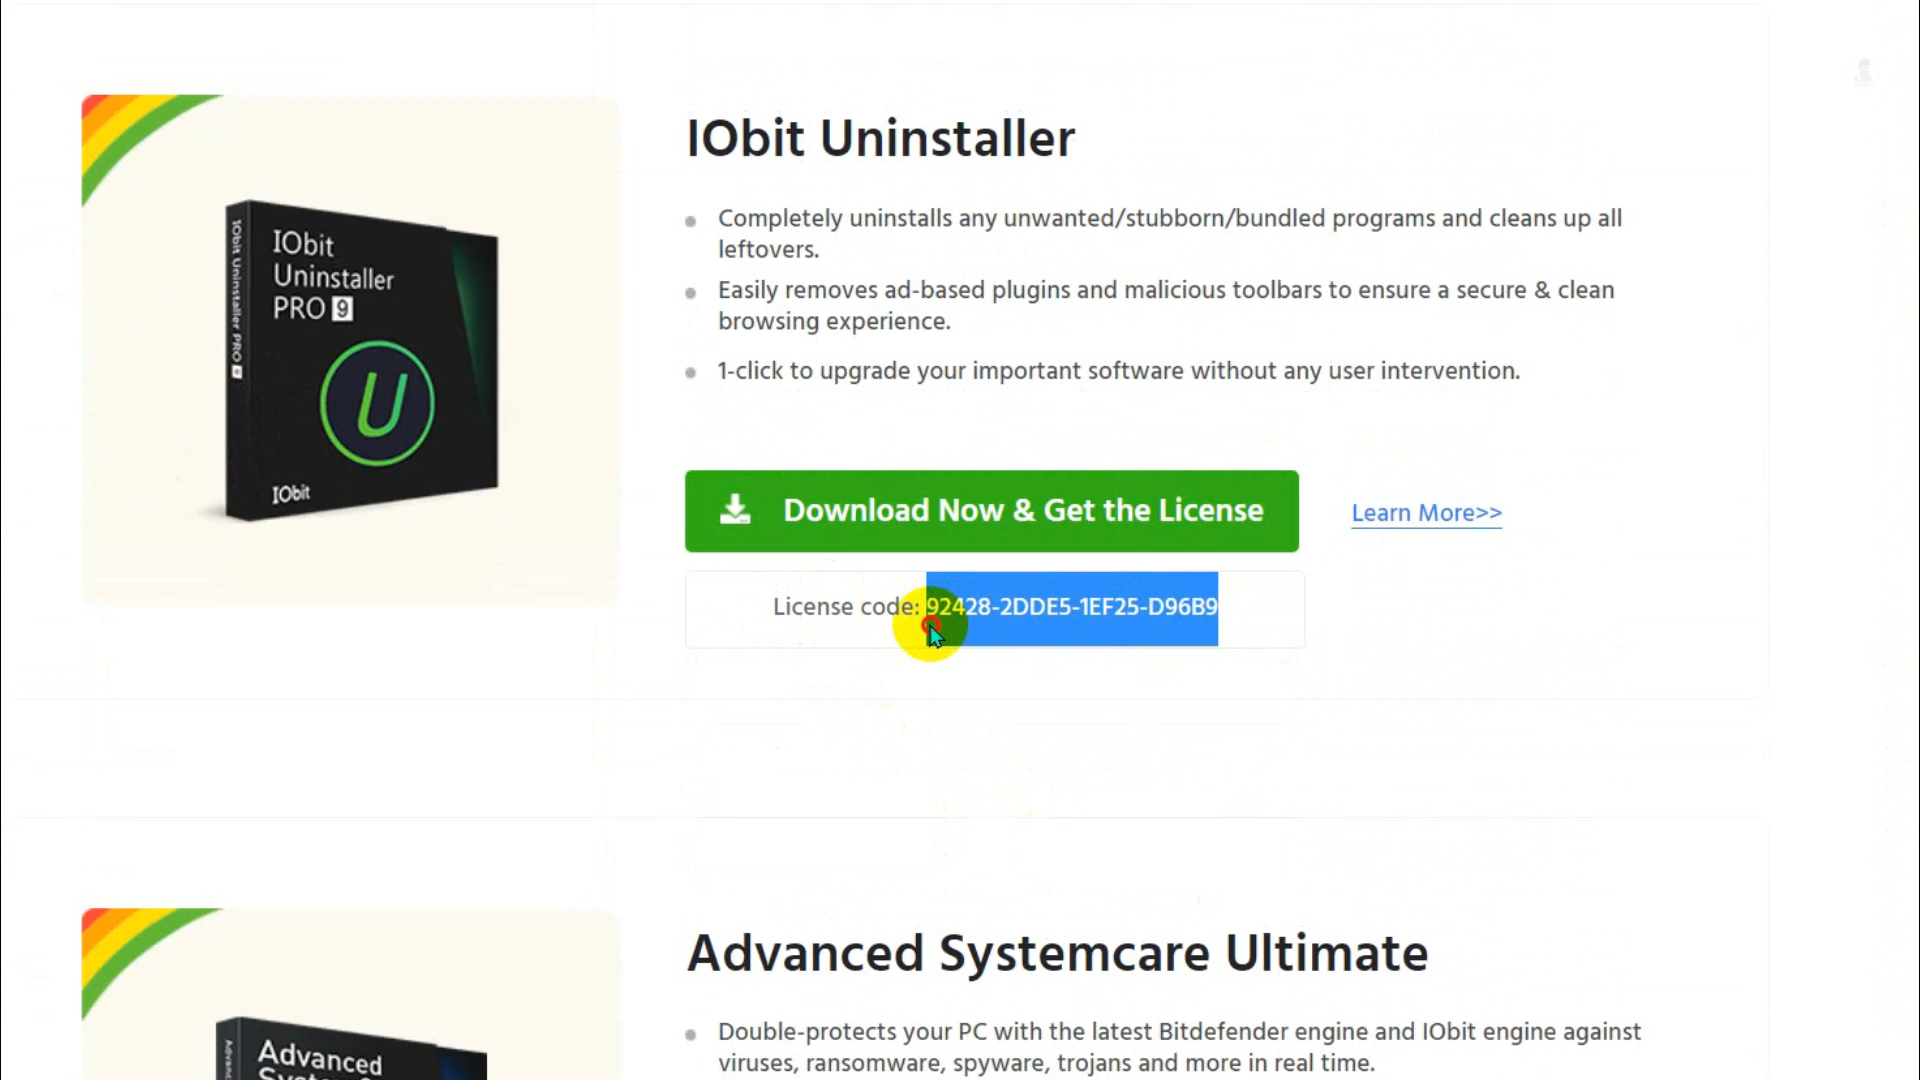 IObit Uninstaller
Completely uninstalls any unwanted/stubborn/bundled programs and cleans up all
leftovers.
Easily removes ad-based plugins and malicious toolbars to ensure a secure & clean
browsing experience.
1-click to upgrade your important software without any user intervention.
IObit Uninstaller PRO 9
IObit
Uninstaller
PRO 9
U
IObit
Download Now & Get the License
Learn More>>
License code: 92428-2DDE5-1EF25-D96B9
Advanced Systemcare Ultimate
Double-protects your PC with the latest Bitdefender engine and IObit engine against
viruses, ransomware, spyware, trojans and more in real time.
Advanced